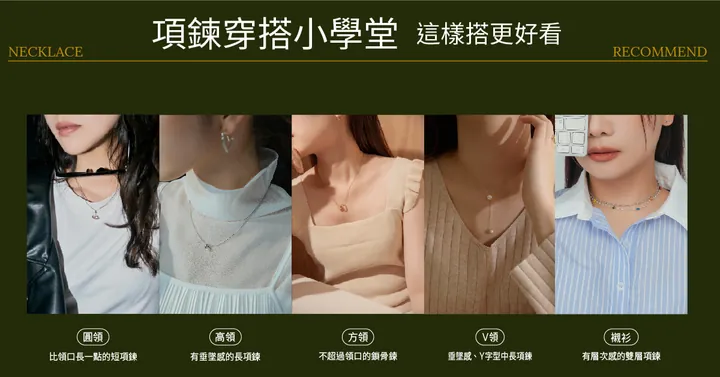 項鍊穿搭小學堂 這樣搭更好看
NECKLACE
RECOMMEND
圓領
高領
方領
V領
襯衫
比領口長一點的短項鍊
有垂墜感的長項鍊
不超過領口的鎖骨鍊
垂墜感、Y字型中長項鍊
有層次感的雙層項鍊